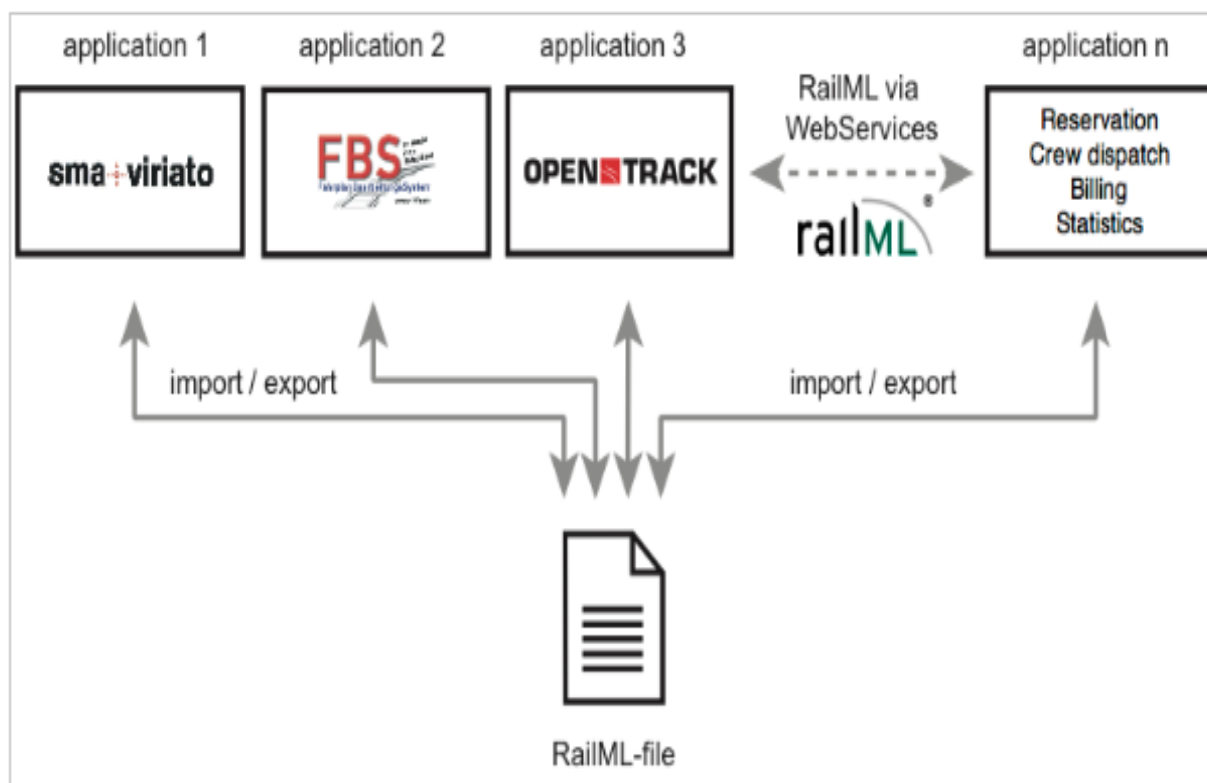 application 1
application 2
application 3
application n
sma+viriato
FBS
OPEN TRACK
RailML via
WebServices
railML®
Reservation
Crew dispatch
Billing
Statistics
import / export
import / export
RailML-file